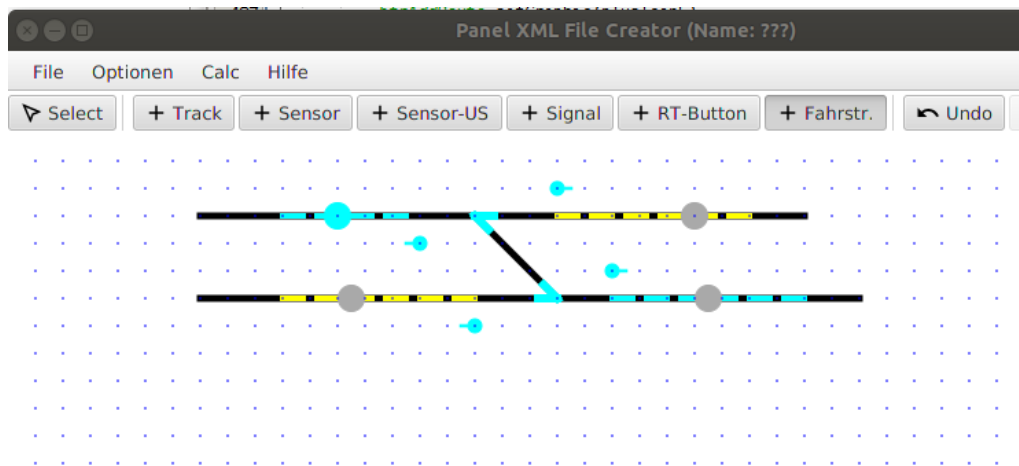 Panel XML File Creator (Name: ???)
File Optionen Calc Hilfe
Select + Track + Sensor + Sensor-US + Signal + RT-Button + Fahrstr. Undo